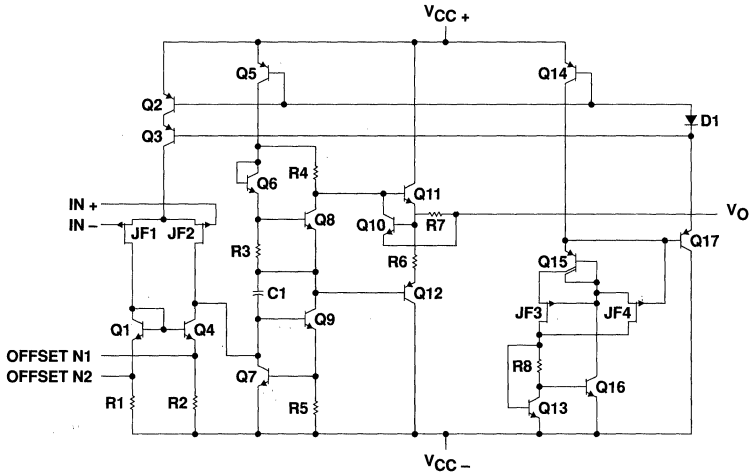 VCC +
Q5
Q14
Q2
D1
Q3
Q6
R4
Q11
IN +
IN –
JF1
JF2
Q8
Q10
R7
VO
Q17
R3
R6
Q15
C1
Q12
JF3
JF4
Q1
Q4
Q9
OFFSET N1
OFFSET N2
Q7
R8
Q16
R1
R2
R5
Q13
VCC –